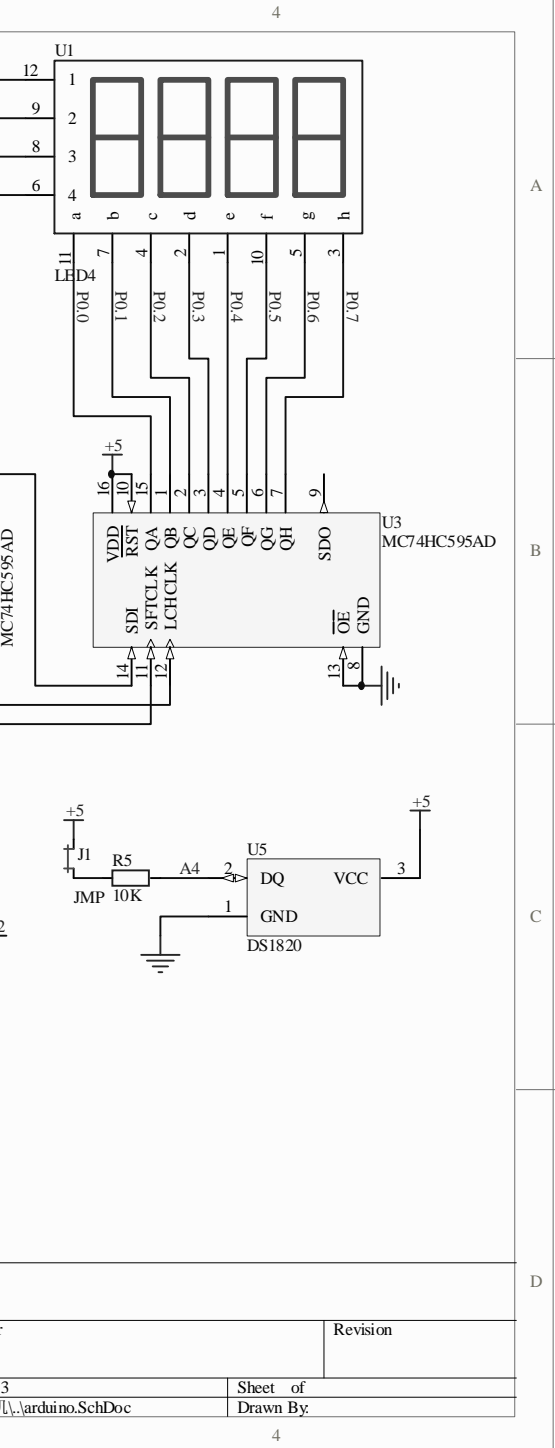 4
U1
12 1
9 2
8 3
6 4
a b c d e f g h
11 7 4 2 1 10 5 3
LED4
P0.0 P0.1 P0.2 P0.3 P0.4 P0.5 P0.6 P0.7
A
+5
16 10 15 1 2 3 4 5 6 7 9
VDD RST QA QB QC QD QE QF QG QH SDO
U3
MC74HC595AD
MC74HC595AD
B
SDI SFTCLK LCHCLK OE GND
14 11 12 13 8
+5
+5
J1
JMP
R5
10K
A4
U5
2 DQ VCC 3
1 GND
DS1820
2
C
D
r
Revision
3
Sheet of
\..\arduino.SchDoc
Drawn By:
4